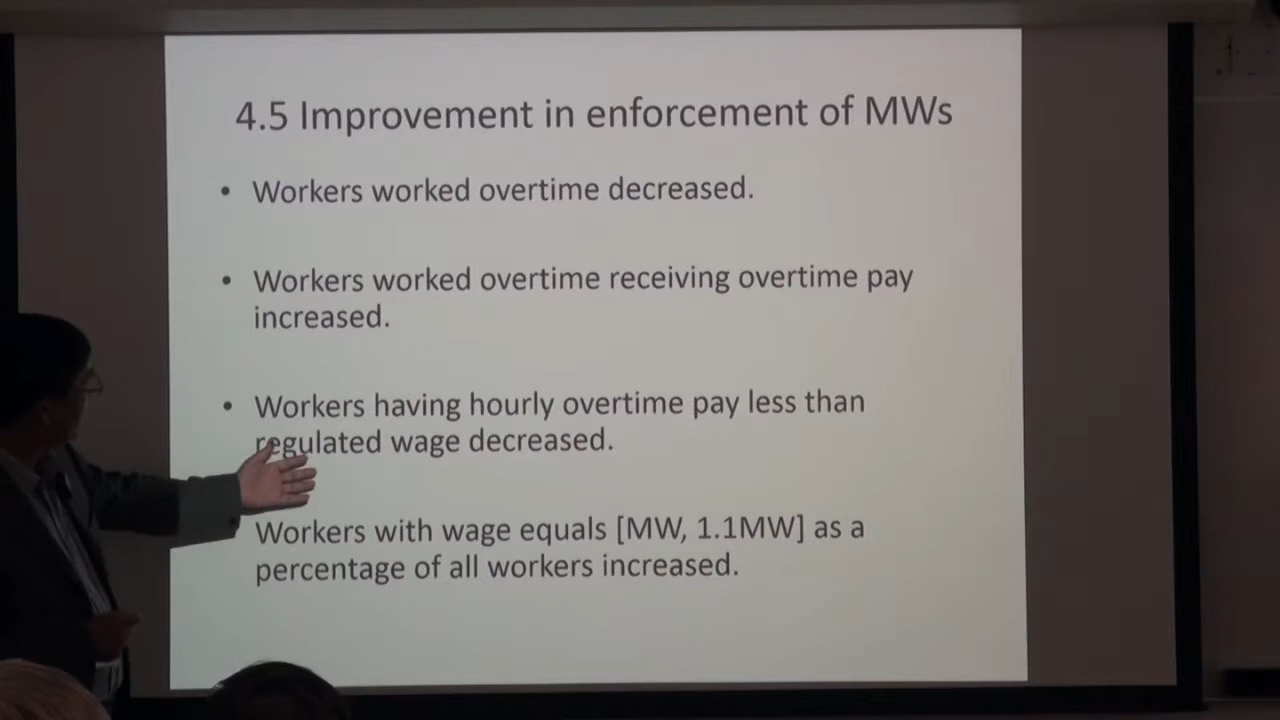 4.5 Improvement in enforcement of MWs
• Workers worked overtime decreased.
• Workers worked overtime receiving overtime pay
increased.
• Workers having hourly overtime pay less than
regulated wage decreased.
Workers with wage equals [MW, 1.1MW] as a
percentage of all workers increased.